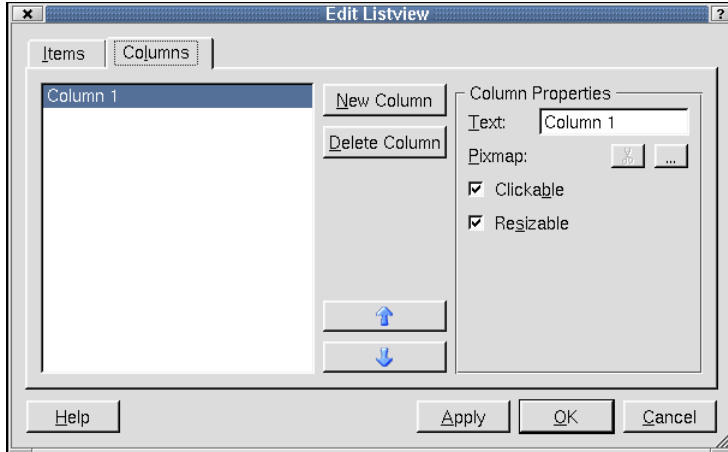 Edit Listview
?
Items
Columns
Column 1
New Column
Delete Column
Column Properties
Text: Column 1
Pixmap: ...
Clickable
Resizable
Help
Apply
OK
Cancel